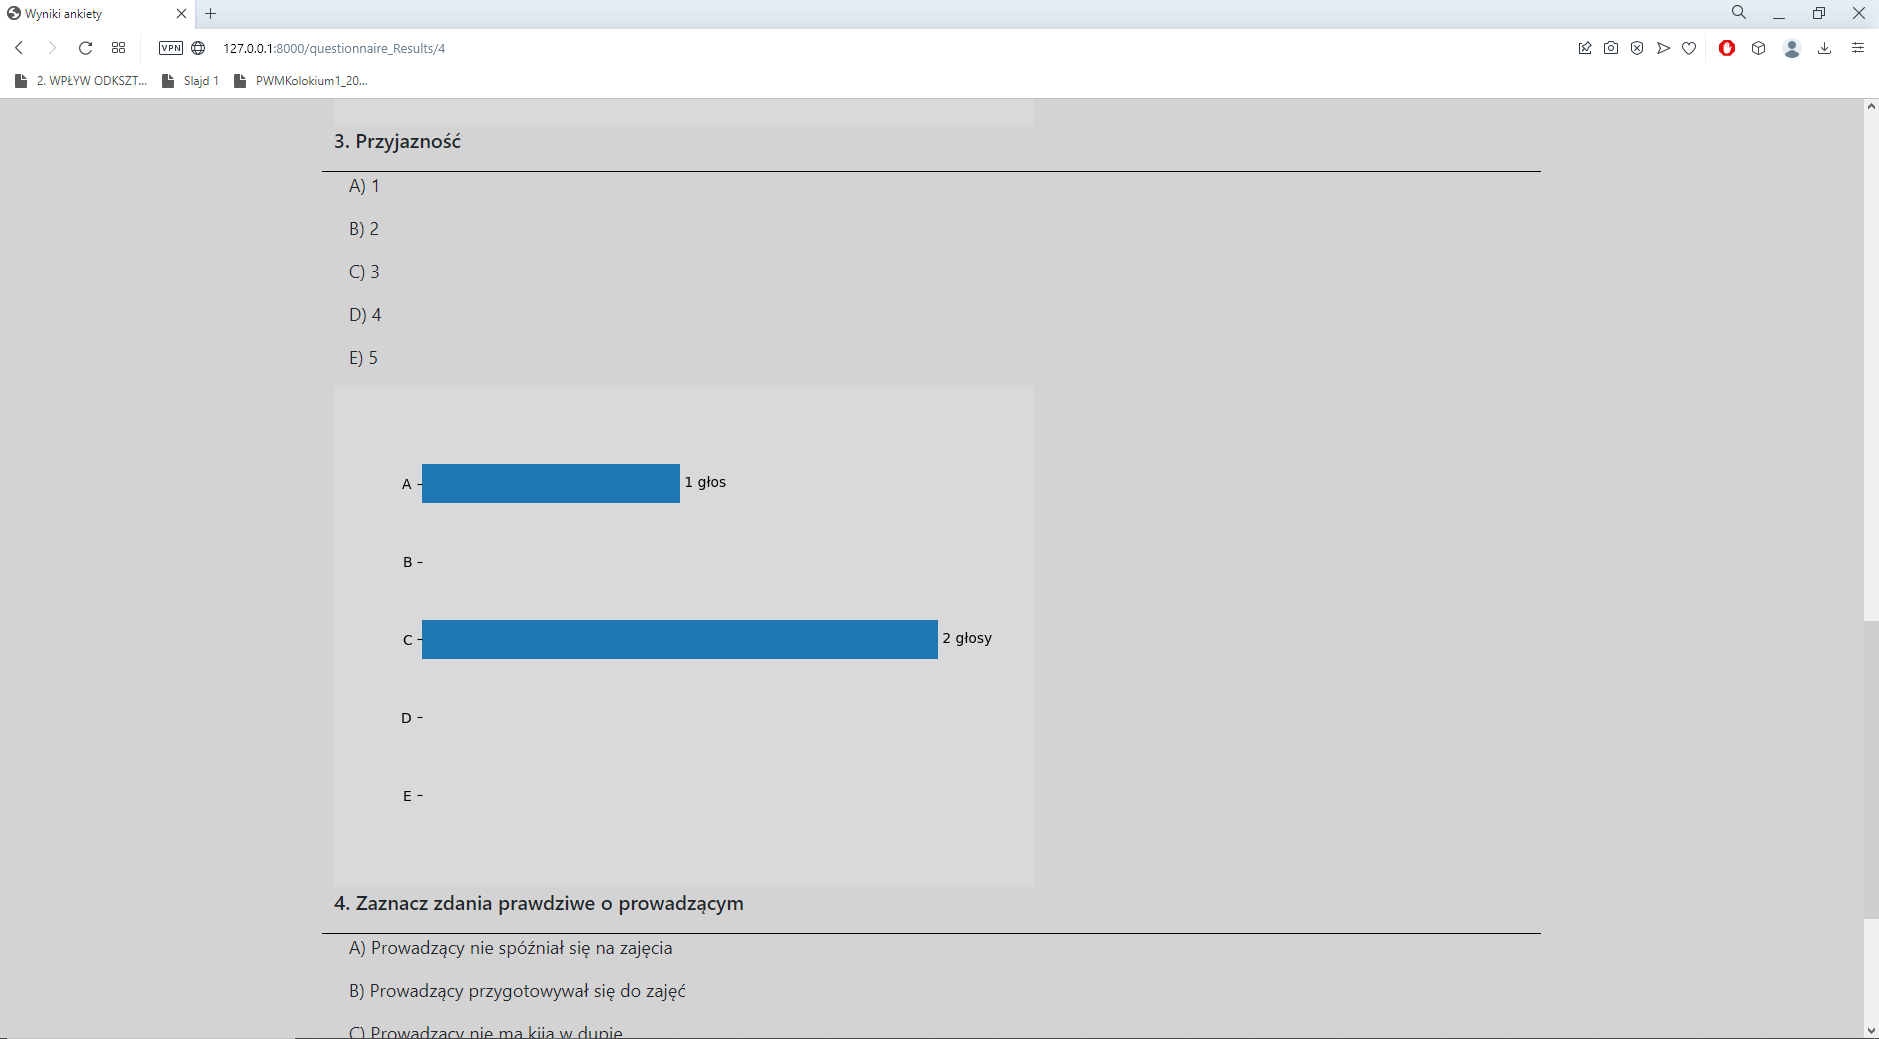 Wyniki ankiety
VPN
127.0.0.1:8000/questionnaire_Results/4
2. WPŁYW ODKSZT...
Slajd 1
PWMKolokium1_20...
3. Przyjazność
A) 1
B) 2
C) 3
D) 4
E) 5
A
1 głos
B
C
2 głosy
D
E
4. Zaznacz zdania prawdziwe o prowadzącym
A) Prowadzący nie spóźniał się na zajęcia
B) Prowadzący przygotowywał się do zajęć
C) Prowadzący nie ma kija w dupie